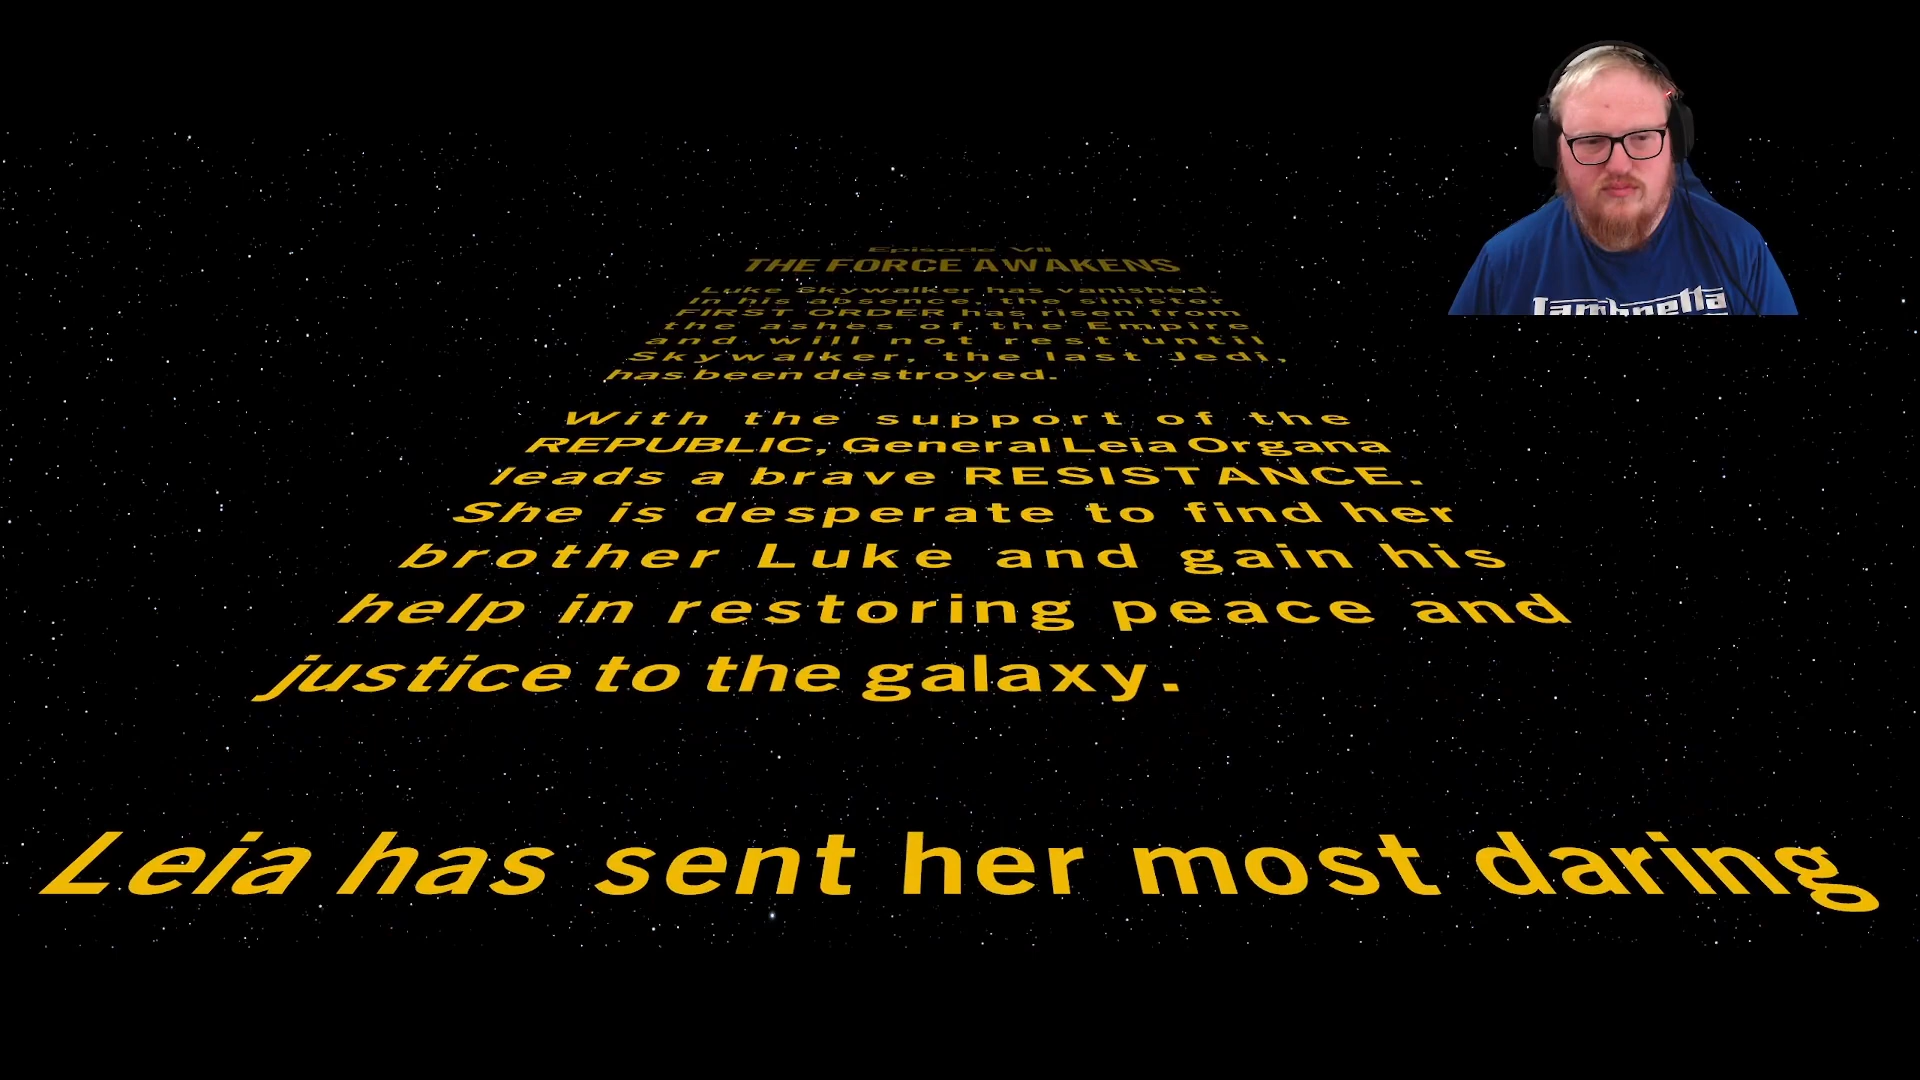 Episode VII
THE FORCE AWAKENS
Luke Skywalker has vanished.
In his absence, the sinister
FIRST ORDER has risen from
the ashes of the Empire
and will not rest until
Skywalker, the last Jedi,
has been destroyed.
With the support of the
REPUBLIC, General Leia Organa
leads a brave RESISTANCE.
She is desperate to find her
brother Luke and gain his
help in restoring peace and
justice to the galaxy.
Leia has sent her most daring
Lambretta